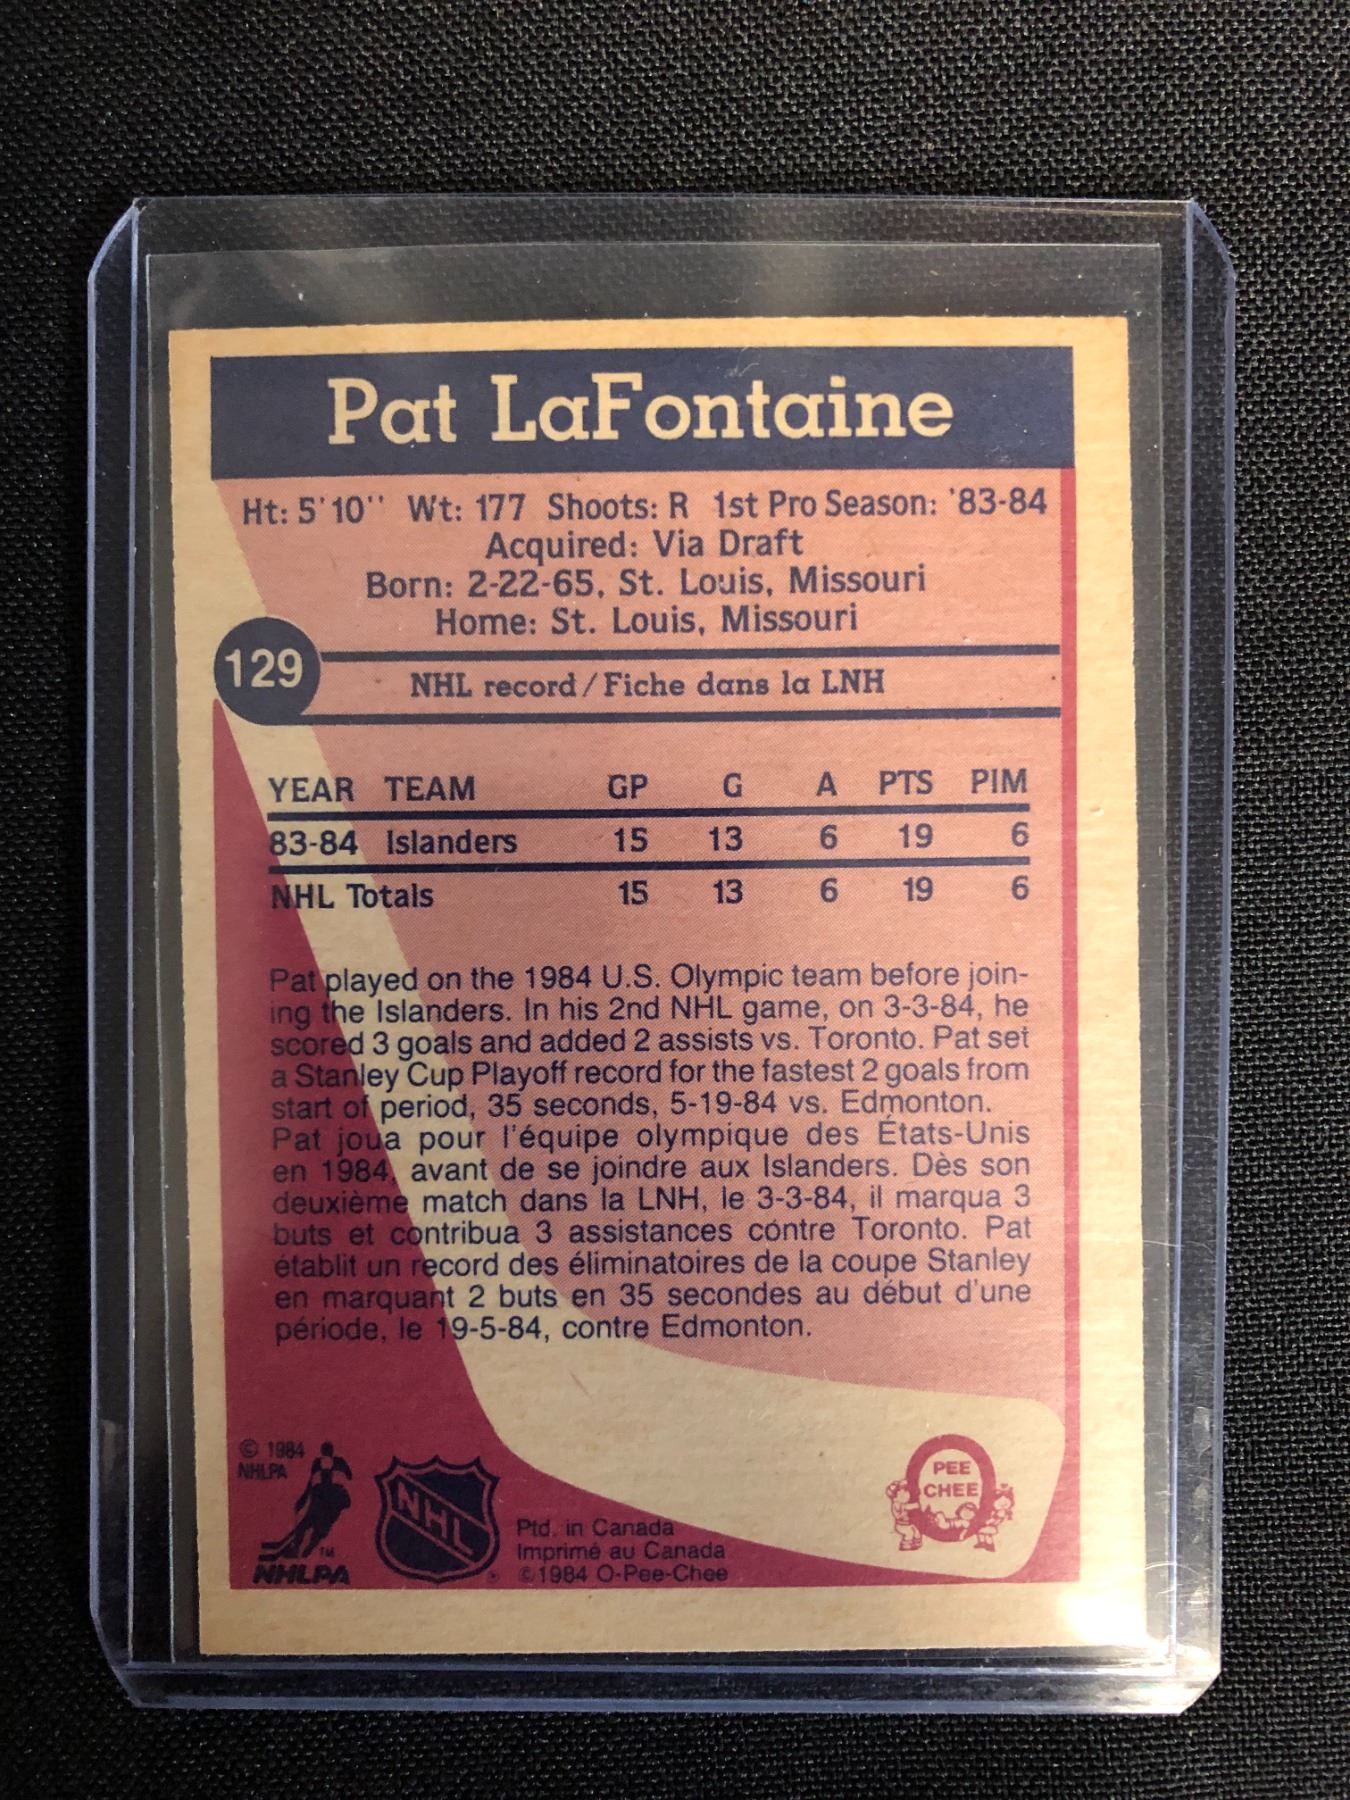 Pat LaFontaine
Ht: 5'10'' Wt: 177 Shoots: R 1st Pro Season: '83-84
Acquired: Via Draft
Born: 2-22-65, St. Louis, Missouri
Home: St. Louis, Missouri
129
NHL record / Fiche dans la LNH
YEAR TEAM GP G A PTS PIM
83-84 Islanders 15 13 6 19 6
NHL Totals 15 13 6 19 6
Pat played on the 1984 U.S. Olympic team before join-
ing the Islanders. In his 2nd NHL game, on 3-3-84, he
scored 3 goals and added 2 assists vs. Toronto. Pat set
a Stanley Cup Playoff record for the fastest 2 goals from
start of period, 35 seconds, 5-19-84 vs. Edmonton.
Pat joua pour l'équipe olympique des États-Unis
en 1984, avant de se joindre aux Islanders. Dès son
deuxième match dans la LNH, le 3-3-84, il marqua 3
buts et contribua 3 assistances contre Toronto. Pat
établit un record des éliminatoires de la coupe Stanley
en marquant 2 buts en 35 secondes au début d'une
période, le 19-5-84, contre Edmonton.
© 1984
NHLPA
TM
NHLPA
NHL
Ptd. in Canada
Imprimé au Canada
© 1984 O-Pee-Chee
PEE
CHEE